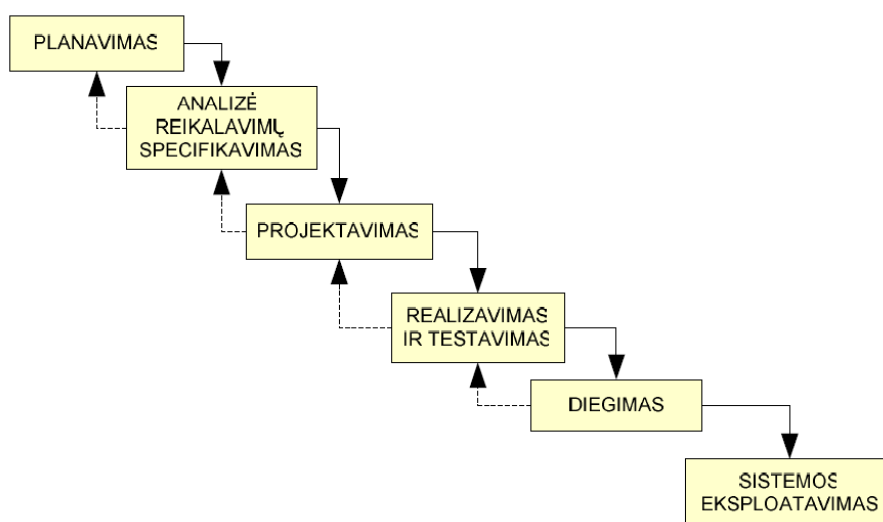 PLANAVIMAS
ANALIZĖ
REIKALAVIMŲ
SPECIFIKAVIMAS
PROJEKTAVIMAS
REALIZAVIMAS
IR TESTAVIMAS
DIEGIMAS
SISTEMOS
EKSPLOATAVIMAS